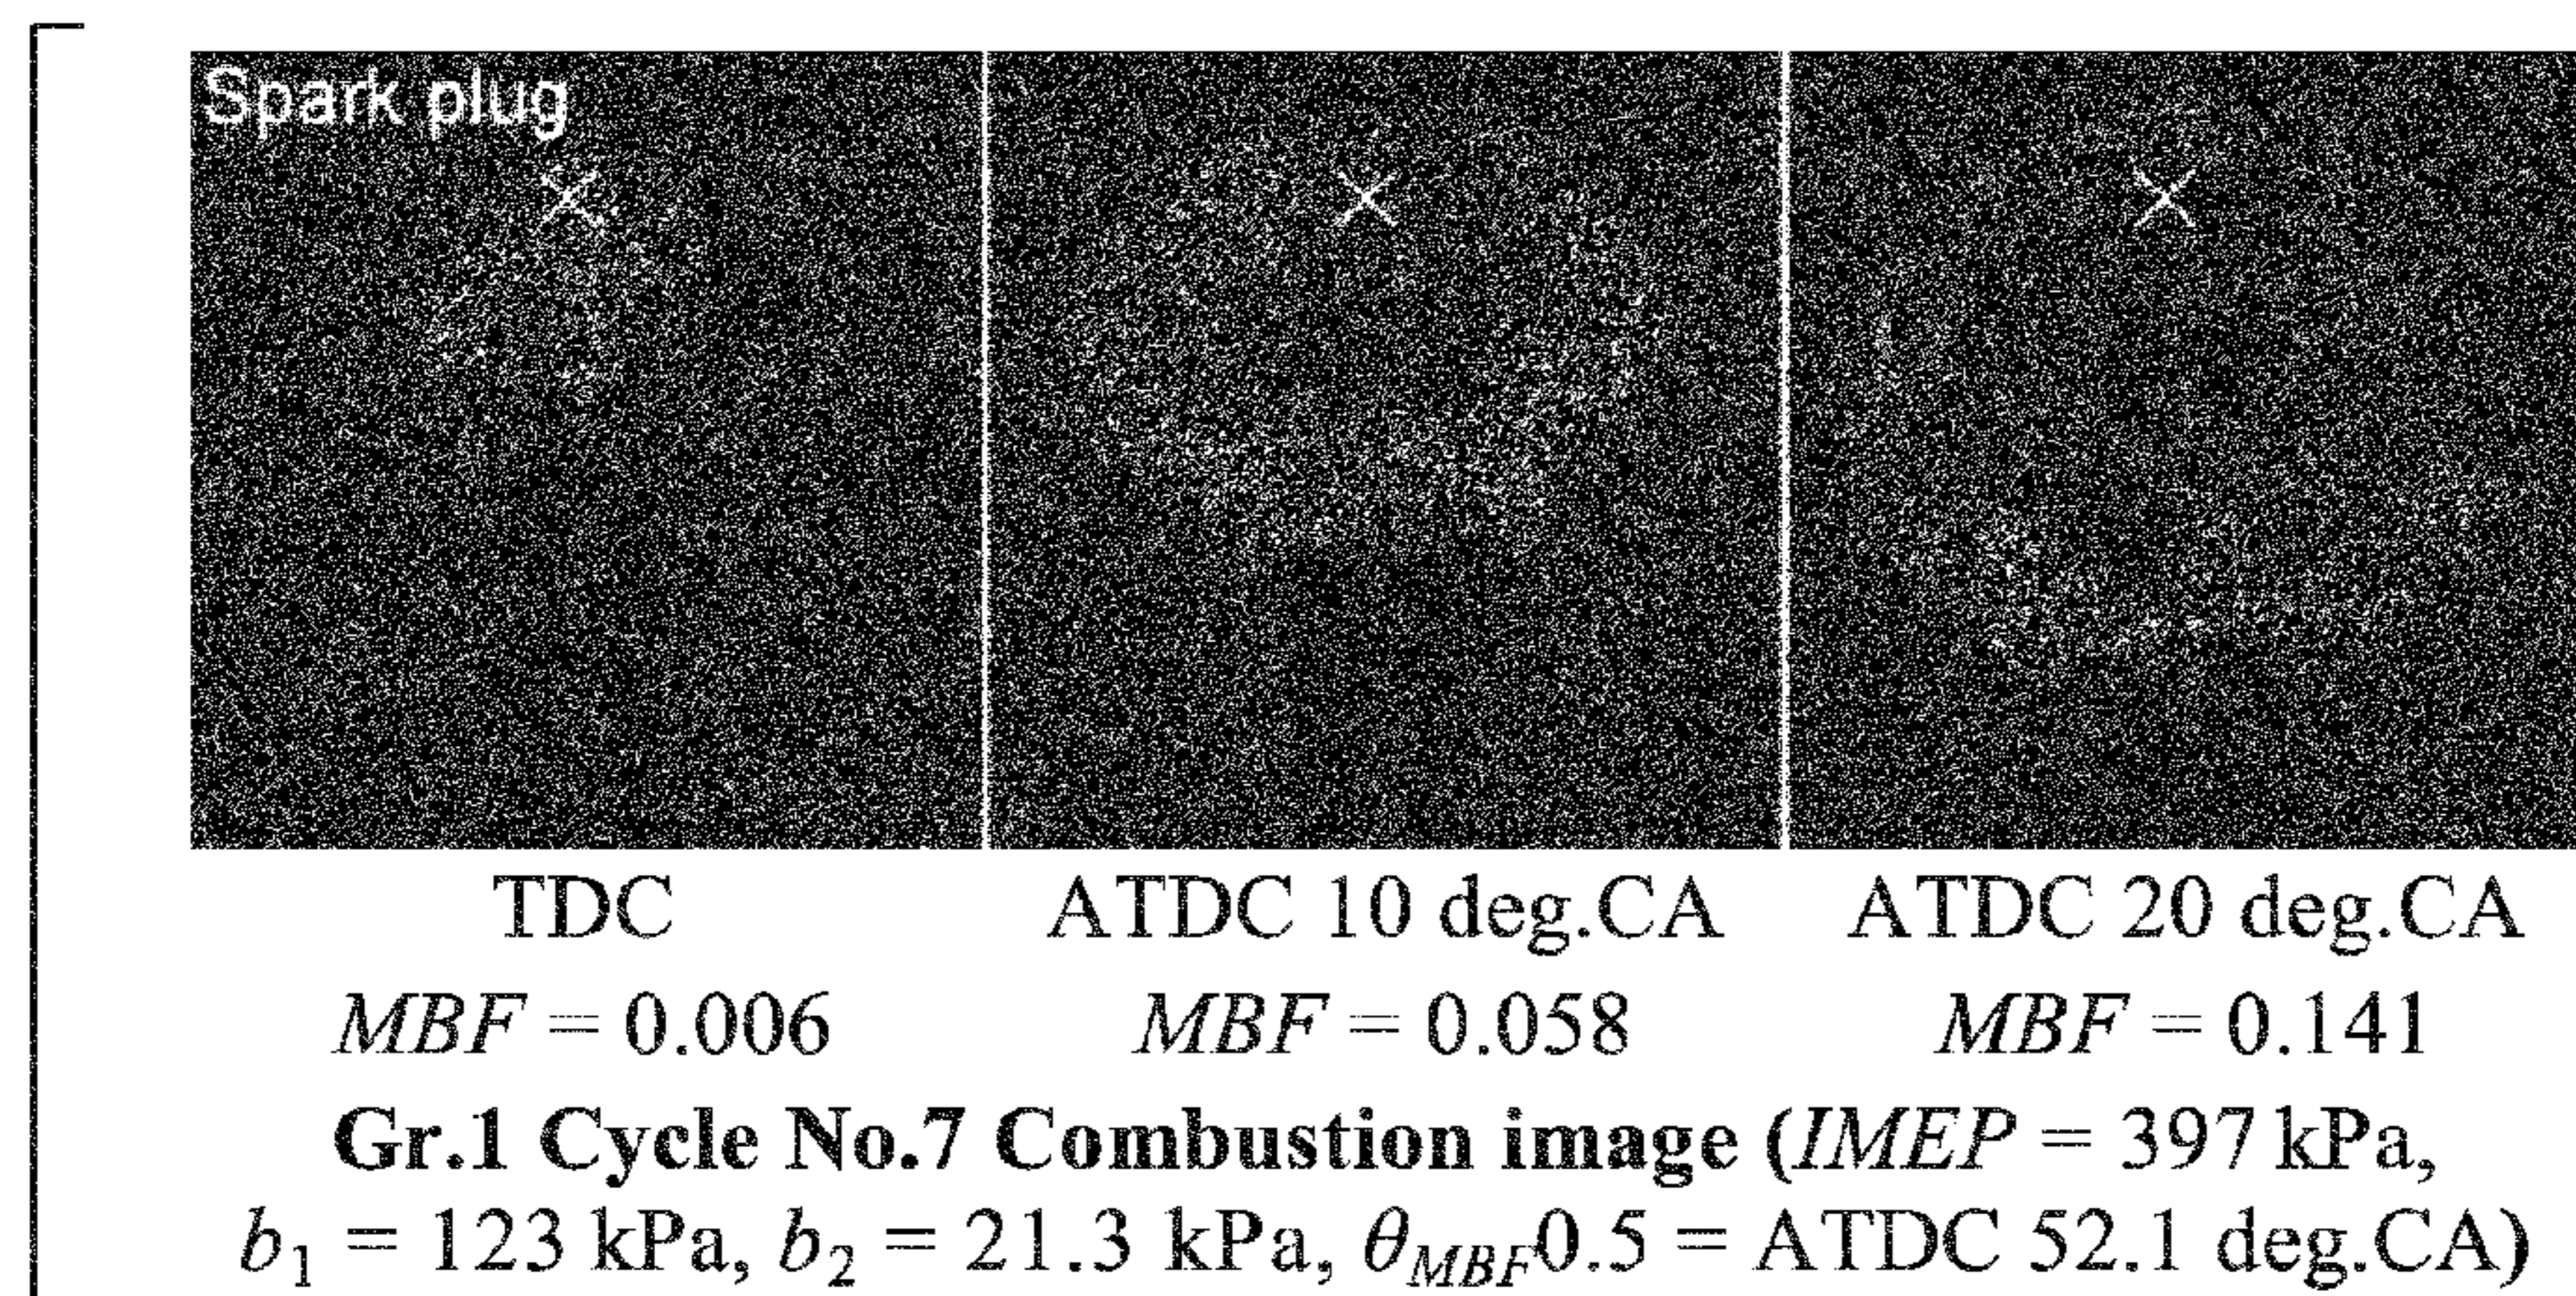 Spark plug
TDC
ATDC 10 deg.CA
ATDC 20 deg.CA
MBF = 0.006
MBF = 0.058
MBF = 0.141
Gr.1 Cycle No.7 Combustion image (IMEP = 397 kPa,
b₁ = 123 kPa, b₂ = 21.3 kPa, θ_MBF0.5 = ATDC 52.1 deg.CA)